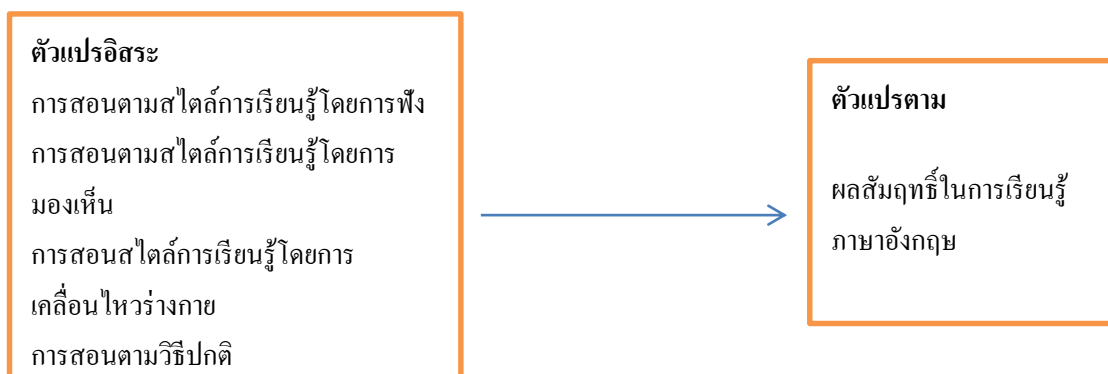 ตัวแปรอิสระ
การสอนตามสไตล์การเรียนรู้โดยการฟัง
การสอนตามสไตล์การเรียนรู้โดยการ
มองเห็น
การสอนสไตล์การเรียนรู้โดยการ
เคลื่อนไหวร่างกาย
การสอนตามวิธีปกติ
ตัวแปรตาม
ผลสัมฤทธิ์ในการเรียนรู้
ภาษาอังกฤษ